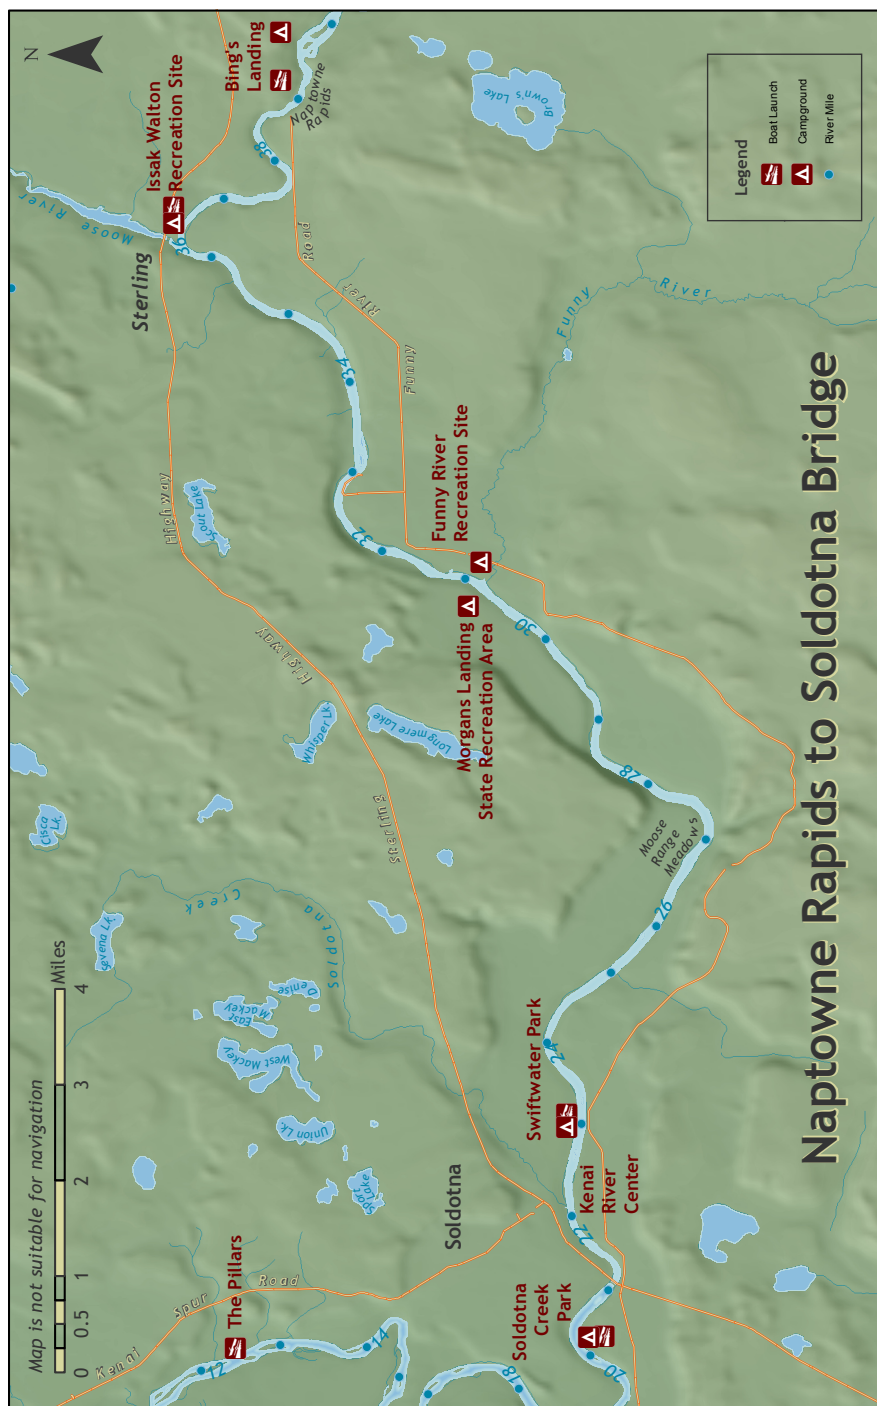 Map is not suitable for navigation
0 0.5 1 2 3 4
Miles
N
Kenai
Spur
Road
The Pillars
12
14
18
20
22
24
26
28
30
32
34
36
38
Soldotna
Creek
Park
Soldotna
Kenai
River
Center
Swiftwater Park
Sport
Lake
Union Lk.
West Mackey
East
Mackey
Denise
Sevena Lk.
Cisca
Lk.
Soldotna
Creek
Sterling
Highway
Whisper Lk.
Longmere Lake
Morgans Landing
State Recreation Area
Moose
Range
Meadows
Funny River
Recreation Site
Scout Lake
Highway
Sterling
Moose River
Issak Walton
Recreation Site
Bing's
Landing
Naptowne
Rapids
Funny
River
Road
Funny
River
Brown's Lake
Legend
Boat Launch
Campground
River Mile
Naptowne Rapids to Soldotna Bridge